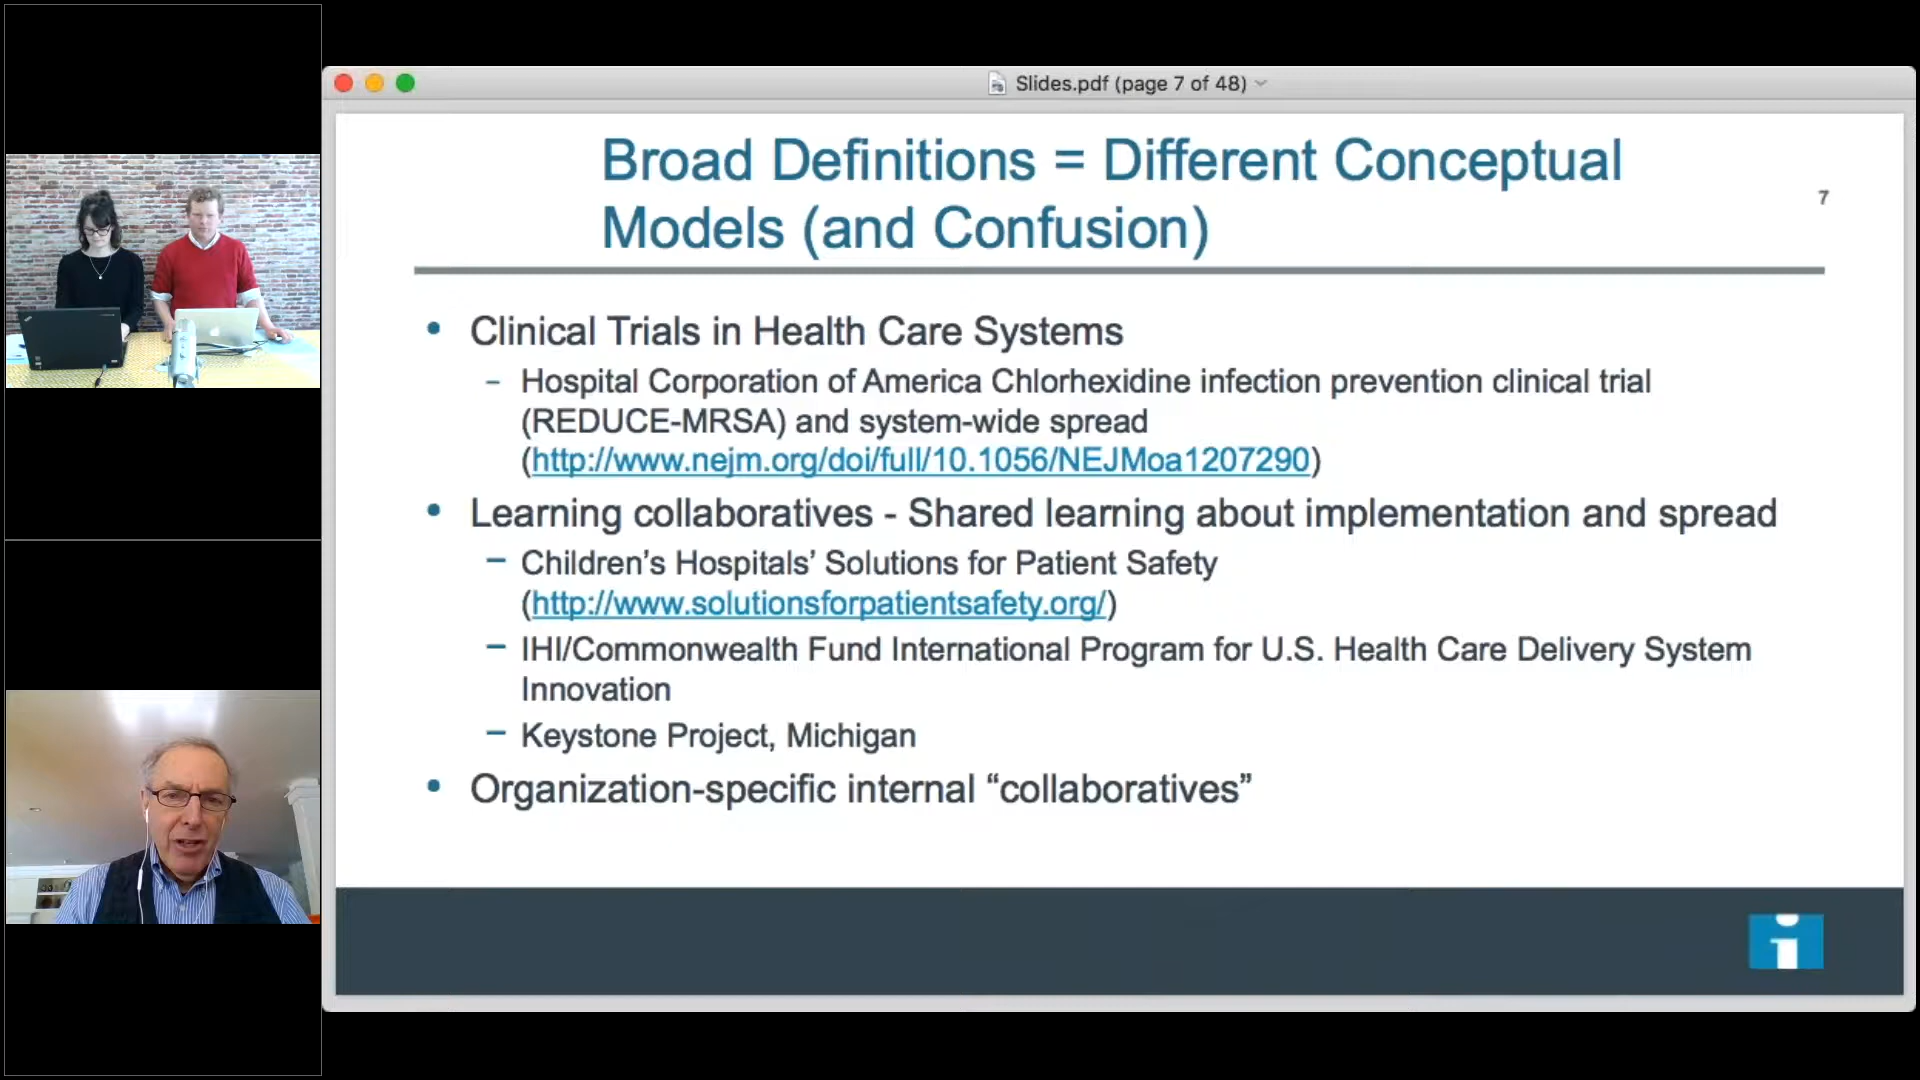 Slides.pdf (page 7 of 48)
Broad Definitions = Different Conceptual
Models (and Confusion)
7
• Clinical Trials in Health Care Systems
– Hospital Corporation of America Chlorhexidine infection prevention clinical trial
(REDUCE-MRSA) and system-wide spread
(http://www.nejm.org/doi/full/10.1056/NEJMoa1207290)
• Learning collaboratives - Shared learning about implementation and spread
– Children’s Hospitals’ Solutions for Patient Safety
(http://www.solutionsforpatientsafety.org/)
– IHI/Commonwealth Fund International Program for U.S. Health Care Delivery System
Innovation
– Keystone Project, Michigan
• Organization-specific internal “collaboratives”
i